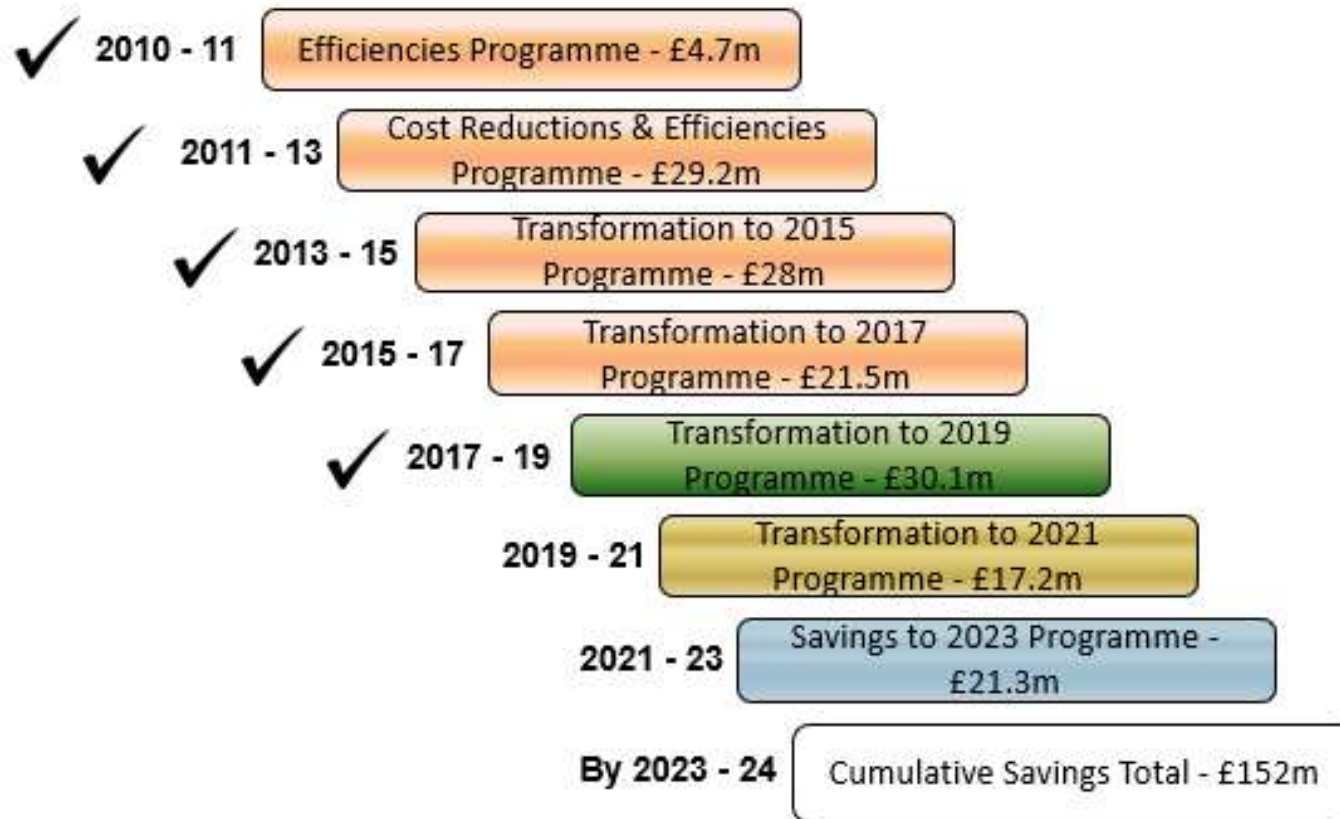 2010 - 11
Efficiencies Programme - £4.7m
2011 - 13
Cost Reductions & Efficiencies
Programme - £29.2m
2013 - 15
Transformation to 2015
Programme - £28m
2015 - 17
Transformation to 2017
Programme - £21.5m
2017 - 19
Transformation to 2019
Programme - £30.1m
2019 - 21
Transformation to 2021
Programme - £17.2m
2021 - 23
Savings to 2023 Programme -
£21.3m
By 2023 - 24
Cumulative Savings Total - £152m